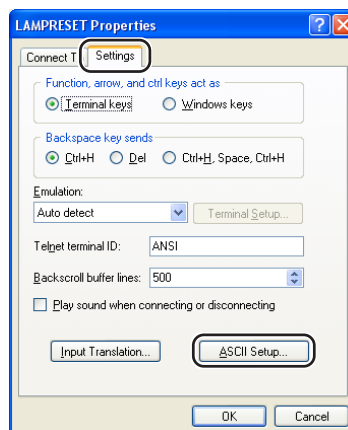 LAMPRESET Properties
Connect T Settings
Function, arrow, and ctrl keys act as
Terminal keys Windows keys
Backspace key sends
Ctrl+H Del Ctrl+H, Space, Ctrl+H
Emulation:
Auto detect Terminal Setup...
Telnet terminal ID: ANSI
Backscroll buffer lines: 500
Play sound when connecting or disconnecting
Input Translation... ASCII Setup...
OK Cancel